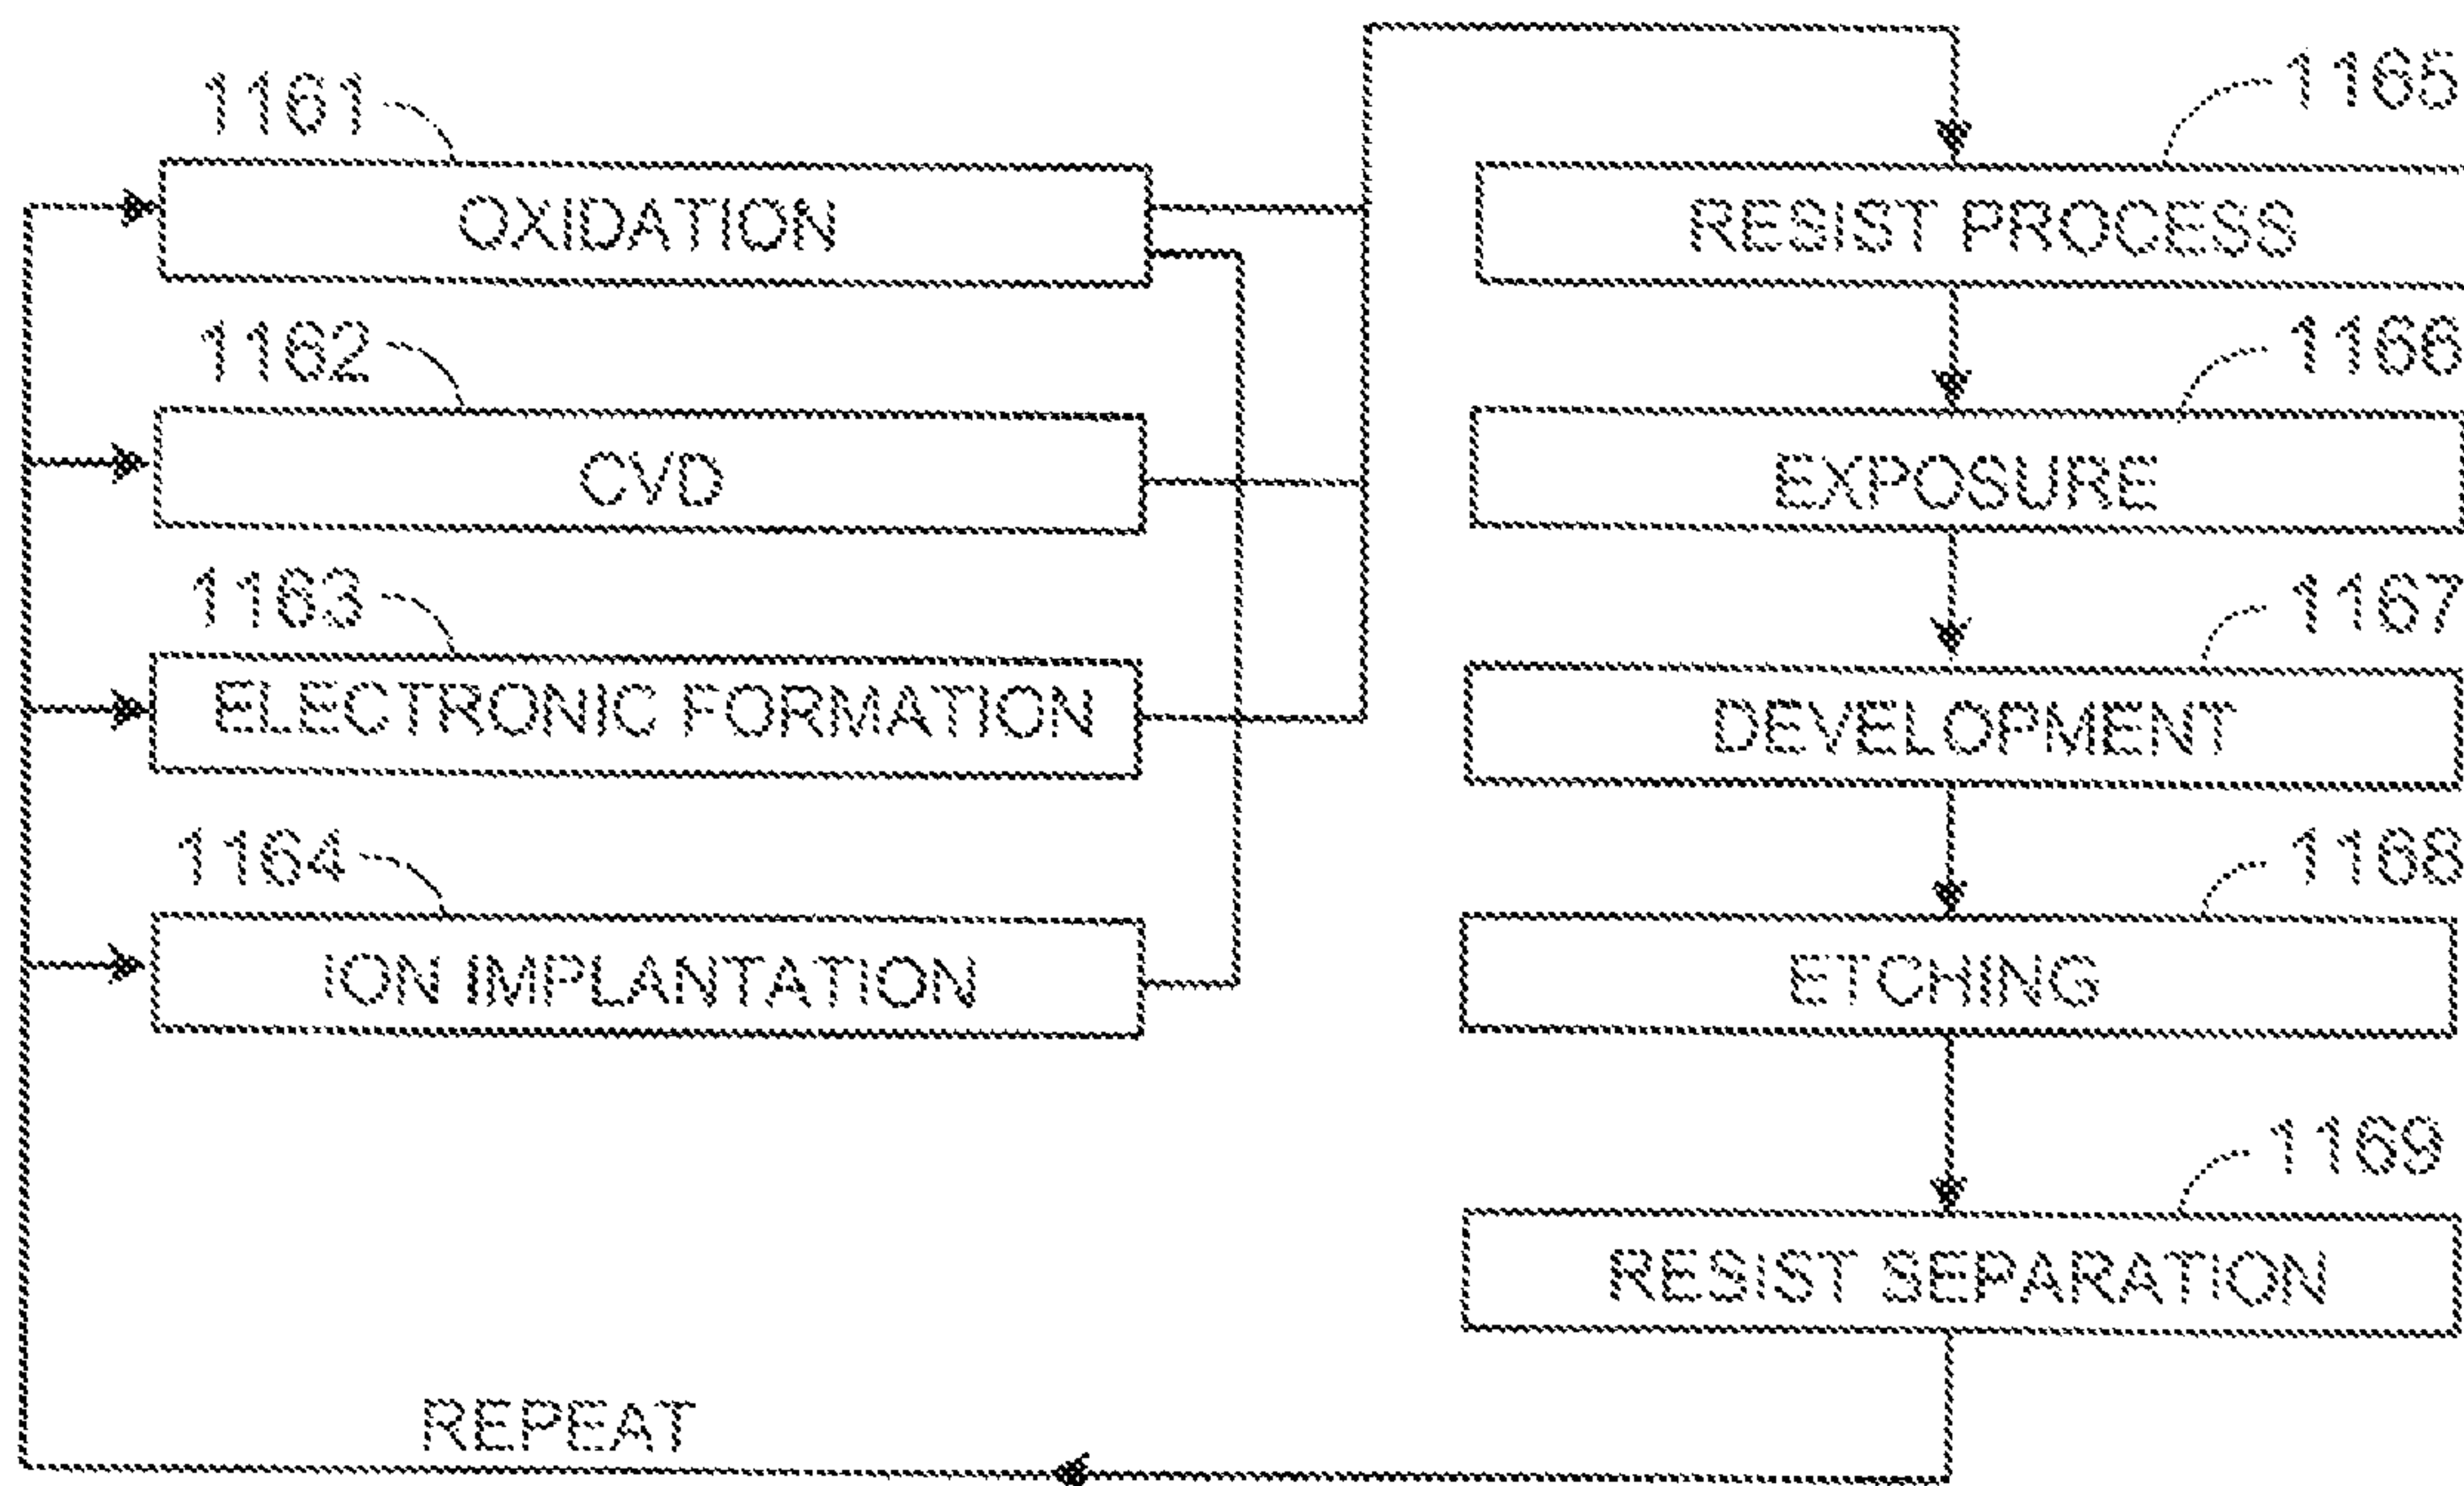 1161
OXIDATION
1162
CVD
1163
ELECTRONIC FORMATION
1164
ION IMPLANTATION
1165
RESIST PROCESS
1166
EXPOSURE
1167
DEVELOPMENT
1168
ETCHING
1169
RESIST SEPARATION
REPEAT